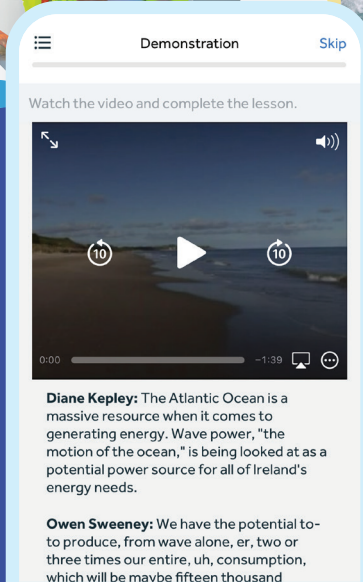 Demonstration Skip
Watch the video and complete the lesson.
10 10
0:00 -1:39
Diane Kepley: The Atlantic Ocean is a
massive resource when it comes to
generating energy. Wave power, "the
motion of the ocean," is being looked at as a
potential power source for all of Ireland's
energy needs.
Owen Sweeney: We have the potential to-
to produce, from wave alone, er, two or
three times our entire, uh, consumption,
which will be maybe fifteen thousand